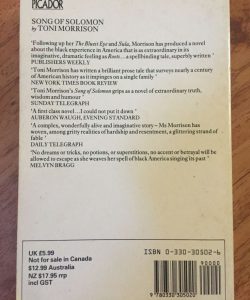 PICADOR
SONG OF SOLOMON
by TONI MORRISON
'Following up her The Bluest Eye and Sula, Morrison has produced a novel
about the black experience in America that is as extraordinary in its
imaginative, dramatic fueling as Roots ... a spellbinding tale, superbly written'
PUBLISHERS WEEKLY
'Toni Morrison has written a brilliant prose tale that surveys nearly a century
of American history as it impinges on a single family'
NEW YORK TIMES BOOK REVIEW
'Toni Morrison's Song of Solomon grips as a novel of extraordinary truth,
wisdom and humour'
SUNDAY TELEGRAPH
'A first class novel...I could not put it down'
AUBERON WAUGH, EVENING STANDARD
'A complex, wonderfully alive and imaginative story – Ms Morrison has
woven, among gritty realities of hardship and resentment, a glittering strand of
fable'
DAILY TELEGRAPH
'No dreams or tricks, no potions, or superstitions, no accent or betrayal will be
allowed to escape as she weaves her spell of black America singing its past'
MELVYN BRAGG
UK £5.99
Not for sale in Canada
$12.99 Australia
NZ $17.95 rrp
incl GST
ISBN 0-330-30502-6
90000
9 780330 305020